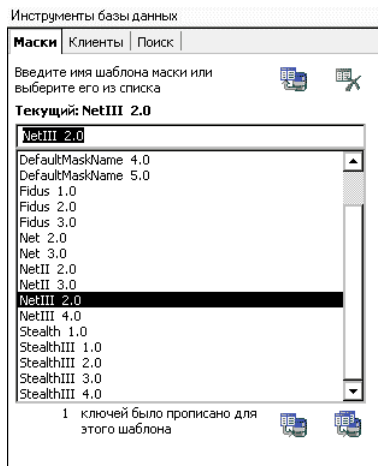 Инструменты базы данных
Маски Клиенты Поиск
Введите имя шаблона маски или
выберите его из списка
Текущий: NetIII 2.0
NetIII 2.0
DefaultMaskName 4.0
DefaultMaskName 5.0
Fidus 1.0
Fidus 2.0
Fidus 3.0
Net 2.0
Net 3.0
NetII 2.0
NetII 3.0
NetIII 2.0
NetIII 4.0
Stealth 1.0
StealthIII 1.0
StealthIII 2.0
StealthIII 3.0
StealthIII 4.0
1 ключей было прописано для
этого шаблона